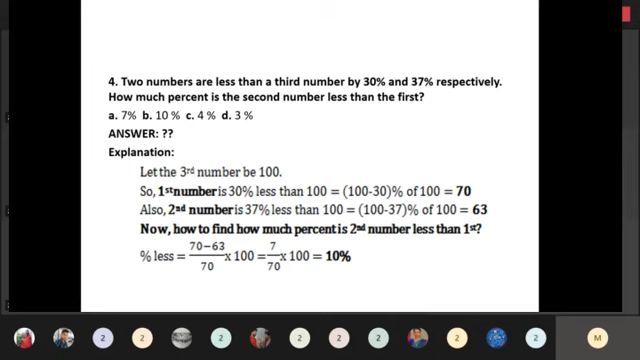 4. Two numbers are less than a third number by 30% and 37% respectively.
How much percent is the second number less than the first?
a. 7% b. 10 % c. 4 % d. 3 %
ANSWER: ??
Explanation:
Let the 3rd number be 100.
So, 1st number is 30% less than 100 = (100-30)% of 100 = 70
Also, 2nd number is 37% less than 100 = (100-37)% of 100 = 63
Now, how to find how much percent is 2nd number less than 1st?
% less = 70−63/70 x 100 = 7/70 x 100 = 10%
2 2 2 2 2 2 M